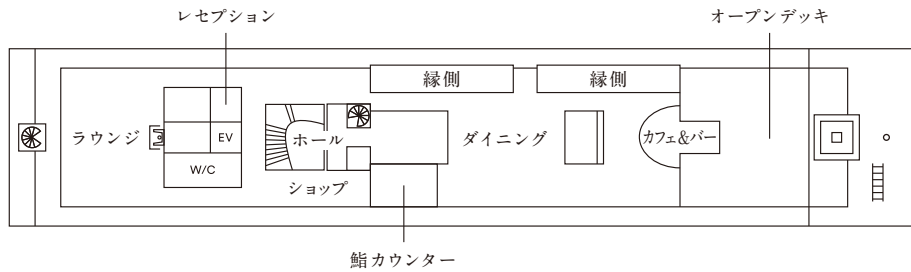 レセプション
オープンデッキ
縁側
縁側
ラウンジ
EV
W/C
ホール
ショップ
ダイニング
カフェ&バー
鮨カウンター